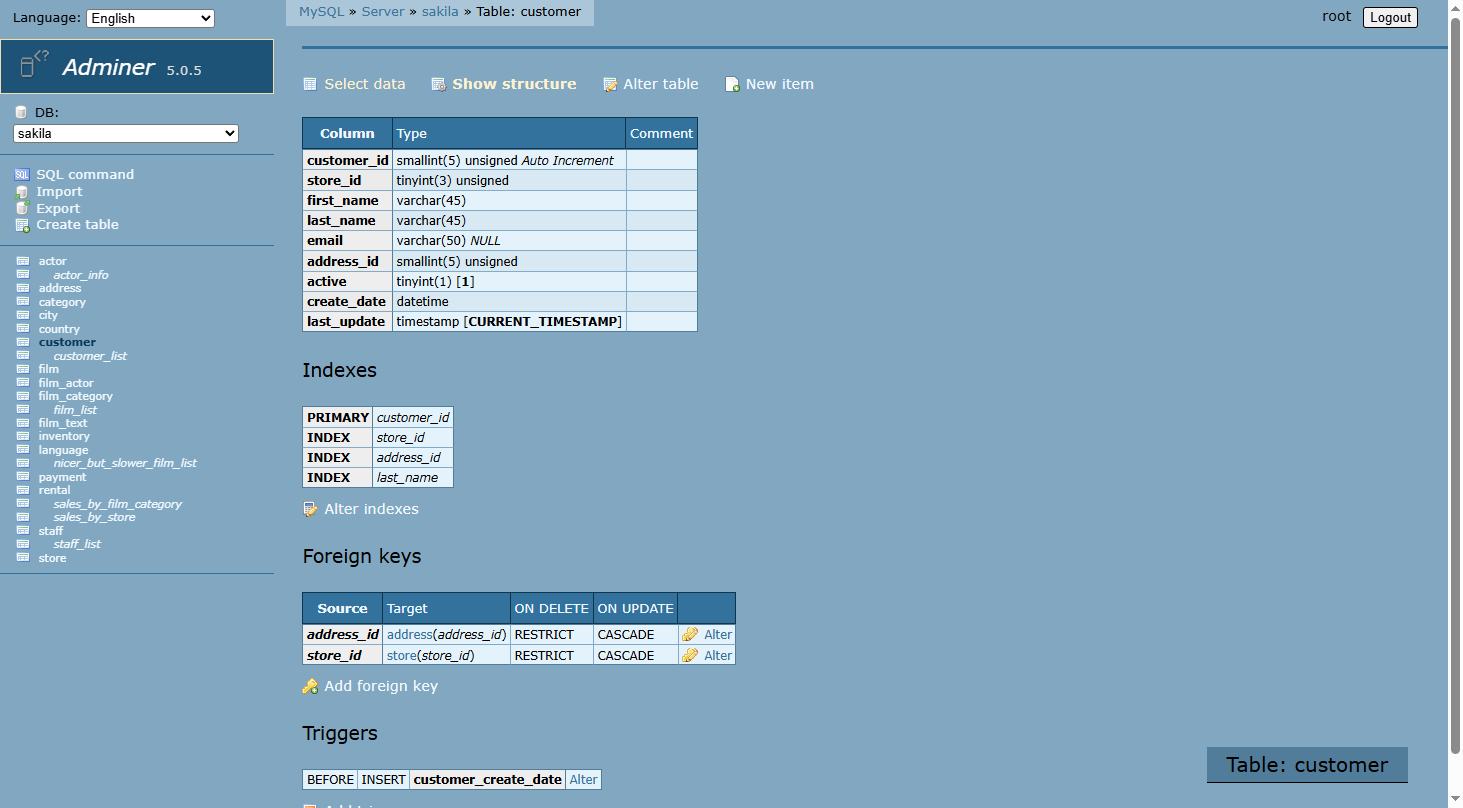 Language: English
MySQL » Server » sakila » Table: customer
root Logout
<? Adminer 5.0.5
DB:
sakila
SQL SQL command
Import
Export
Create table
actor
actor_info
address
category
city
country
customer
customer_list
film
film_actor
film_category
film_list
film_text
inventory
language
nicer_but_slower_film_list
payment
rental
sales_by_film_category
sales_by_store
staff
staff_list
store
Select data Show structure Alter table New item
Column Type Comment
customer_id smallint(5) unsigned Auto Increment
store_id tinyint(3) unsigned
first_name varchar(45)
last_name varchar(45)
email varchar(50) NULL
address_id smallint(5) unsigned
active tinyint(1) [1]
create_date datetime
last_update timestamp [CURRENT_TIMESTAMP]
Indexes
PRIMARY customer_id
INDEX store_id
INDEX address_id
INDEX last_name
Alter indexes
Foreign keys
Source Target ON DELETE ON UPDATE
address_id address(address_id) RESTRICT CASCADE Alter
store_id store(store_id) RESTRICT CASCADE Alter
Add foreign key
Triggers
BEFORE INSERT customer_create_date Alter
Table: customer